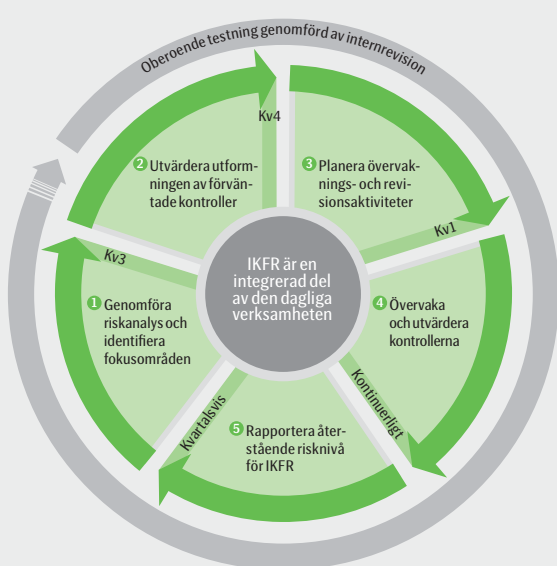 Oberoende testning genomförd av internrevision
Kv4
2 Utvärdera utform-
ningen av förvän-
tade kontroller
3 Planera övervak-
nings- och revi-
sionsaktiviteter
Kv1
Kv3
IKFR är en
integrerad del
av den dagliga
verksamheten
1 Genomföra
riskanalys och
identifiera
fokusområden
4 Övervaka
och utvärdera
kontrollerna
Kontinuerligt
Kvartalsvis
5 Rapportera åter-
stående risknivå
för IKFR